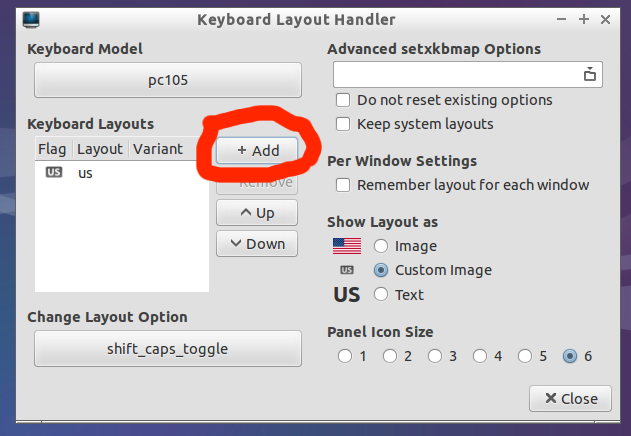 Keyboard Layout Handler
Keyboard Model
pc105
Keyboard Layouts
Flag Layout Variant
US us
+ Add
Remove
Up
Down
Change Layout Option
shift_caps_toggle
Advanced setxkbmap Options
Do not reset existing options
Keep system layouts
Per Window Settings
Remember layout for each window
Show Layout as
Image
US Custom Image
US Text
Panel Icon Size
1 2 3 4 5 6
Close